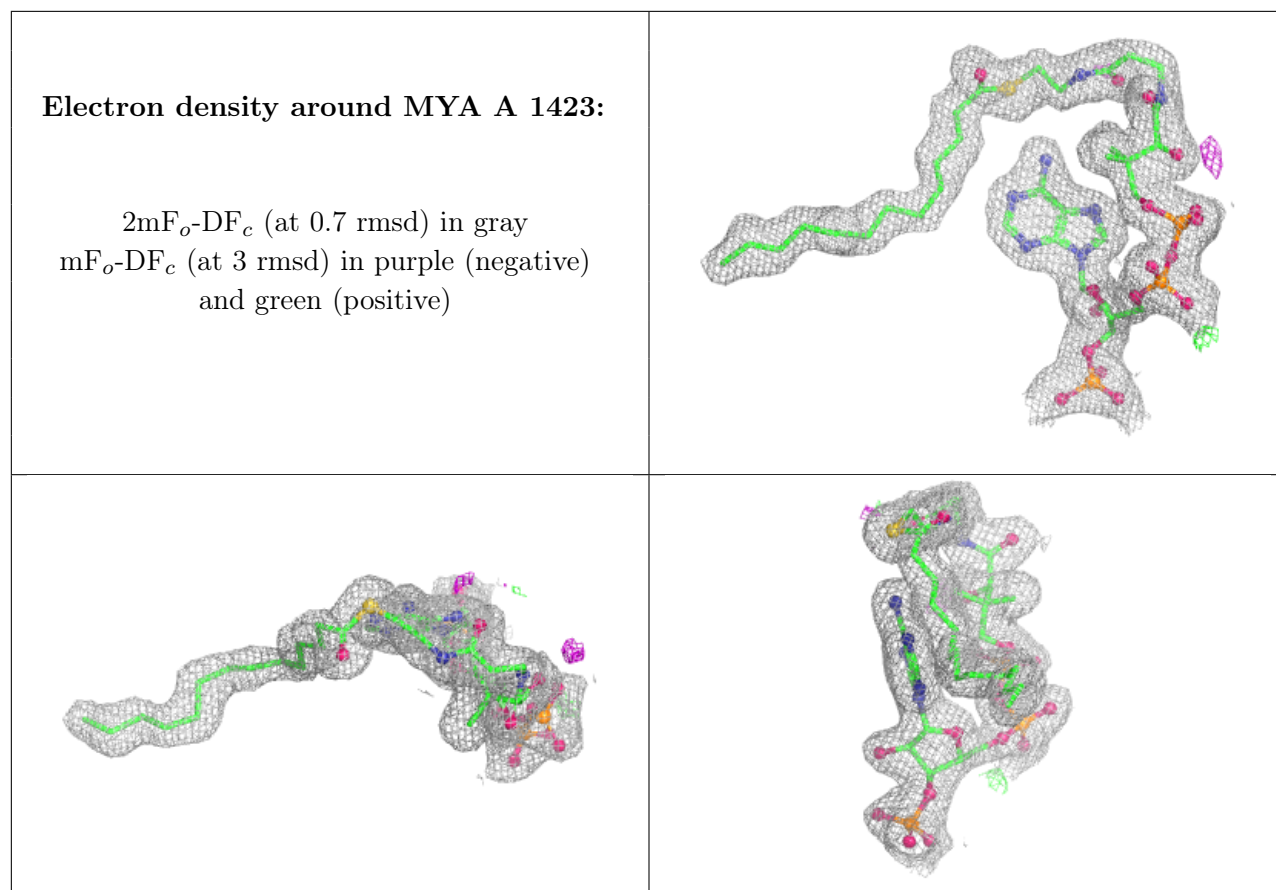 Electron density around MYA A 1423:
2mFo-DFc (at 0.7 rmsd) in gray
mFo-DFc (at 3 rmsd) in purple (negative)
and green (positive)